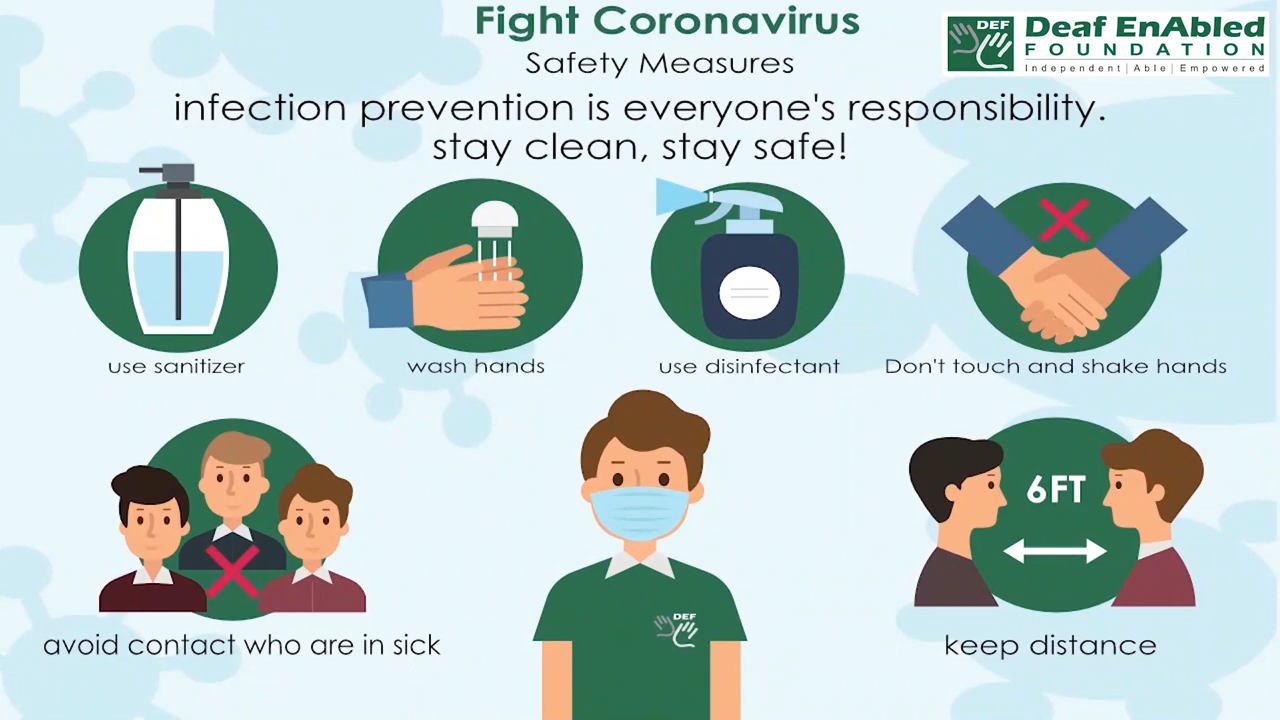 Fight Coronavirus
Safety Measures
DEF
Deaf EnAbled
FOUNDATION
Independent | Able | Empowered
infection prevention is everyone's responsibility.
stay clean, stay safe!
use sanitizer
wash hands
use disinfectant
Don't touch and shake hands
6FT
DEF
avoid contact who are in sick
keep distance